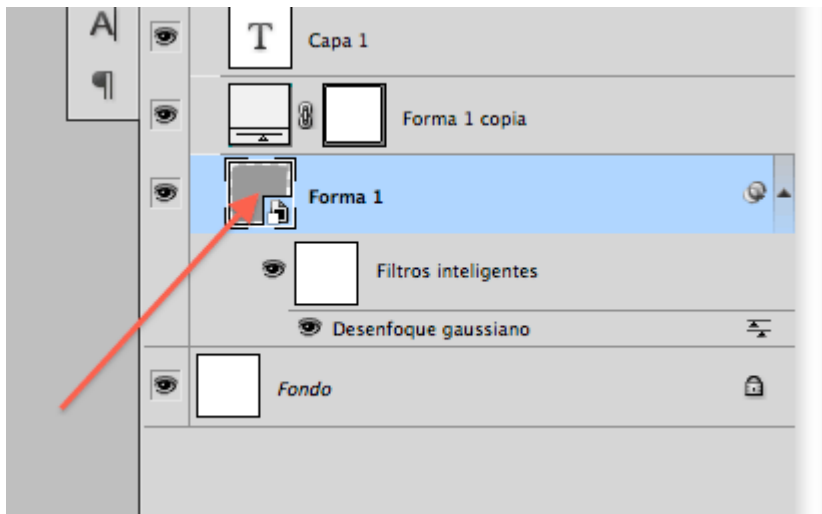 A
¶
T
Capa 1
Forma 1 copia
Forma 1
Filtros inteligentes
Desenfoque gaussiano
Fondo